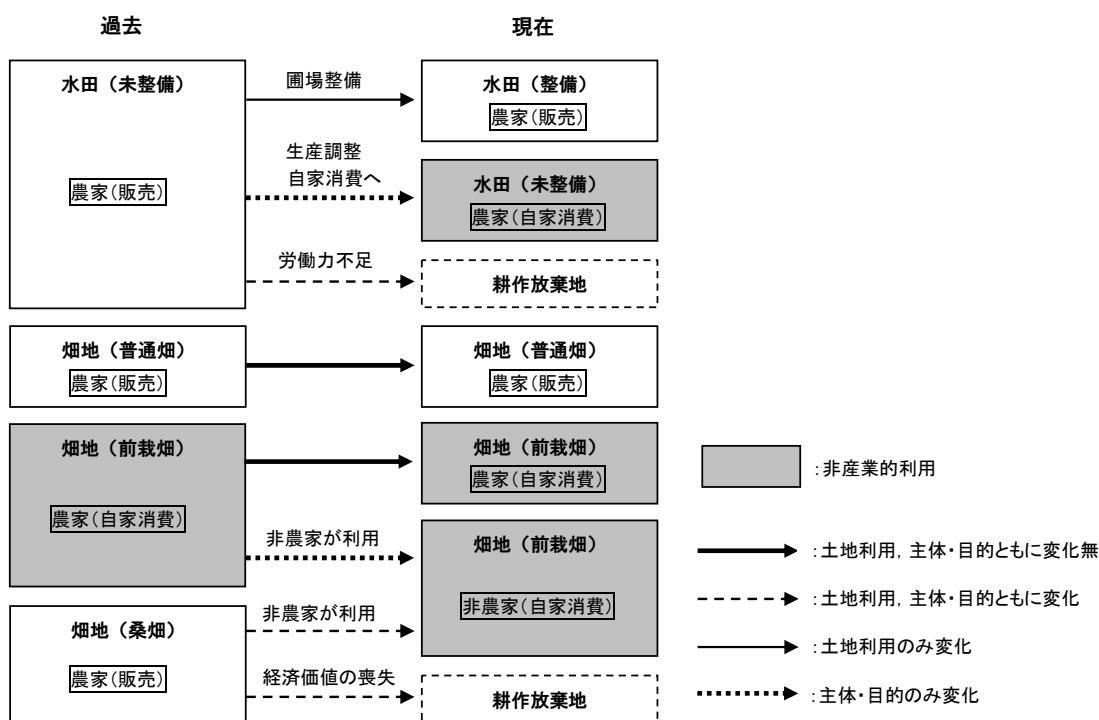 過去
現在
水田（未整備）
農家（販売）
圃場整備
水田（整備）
農家（販売）
生産調整
自家消費へ
水田（未整備）
農家（自家消費）
労働力不足
耕作放棄地
畑地（普通畑）
農家（販売）
畑地（普通畑）
農家（販売）
畑地（前栽畑）
農家（自家消費）
畑地（前栽畑）
農家（自家消費）
非農家が利用
畑地（前栽畑）
非農家（自家消費）
畑地（桑畑）
農家（販売）
非農家が利用
経済価値の喪失
耕作放棄地
：非産業的利用
：土地利用，主体・目的ともに変化無
：土地利用，主体・目的ともに変化
：土地利用のみ変化
：主体・目的のみ変化